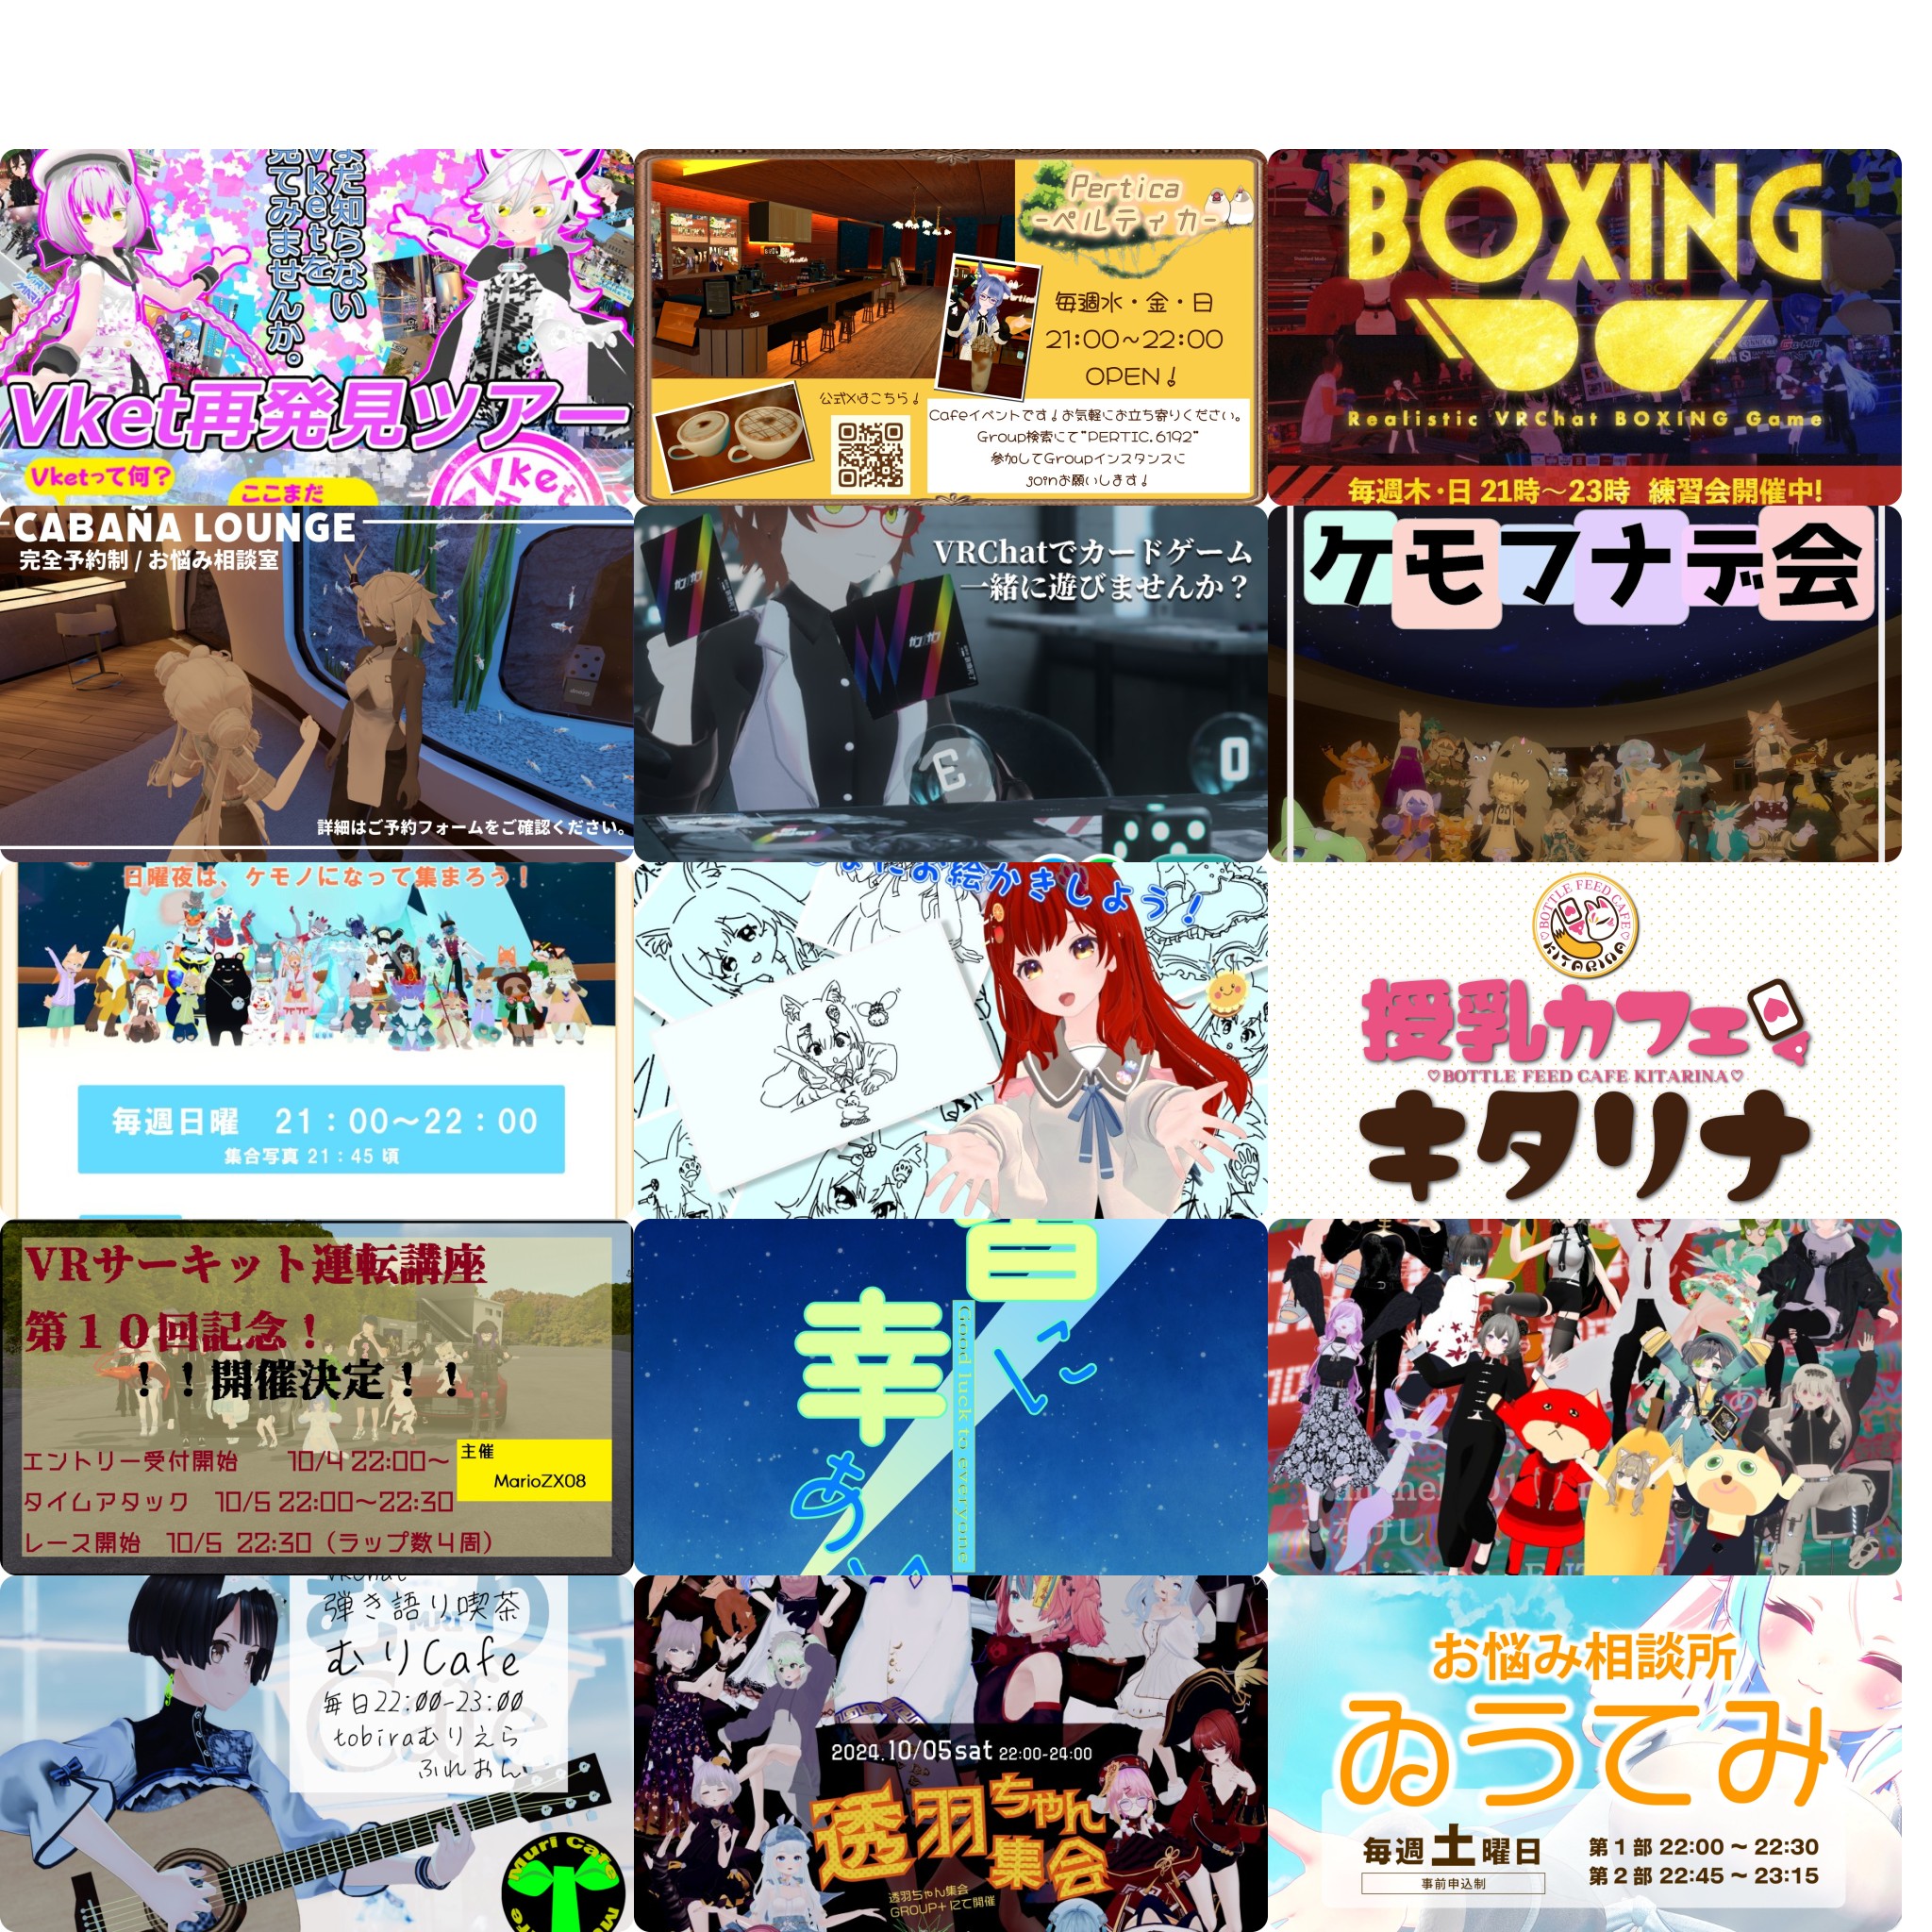 まだ知らない
Vketを
見てみませんか。
Vket再発見ツアー
Vketって何?
ここまだ
Vket
Pertica
-ペルティカ-
毎週水・金・日
21:00~22:00
OPEN!
公式Xはこちら!
Cafeイベントです!お気軽にお立ち寄りください。
Group検索にて"PERTIC.6192"
参加してGroupインスタンスに
joinお願いします!
BOXING
Realistic VRChat BOXING Game
毎週木・日 21時～23時 練習会開催中!
CABAÑA LOUNGE
完全予約制 / お悩み相談室
詳細はご予約フォームをご確認ください。
VRChatでカードゲーム
一緒に遊びませんか？
ガン ガン
E
O
ケモフナデ会
日曜夜は、ケモノになって集まろう！
毎週日曜　21：00～22：00
集合写真 21：45 頃
お絵かきしよう！
BOTTLE FEED CAFE
KITARINA
授乳カフェ
♡BOTTLE FEED CAFE KITARINA♡
キタリナ
VRサーキット運転講座
第１０回記念！
！！開催決定！！
エントリー受付開始　10/4 22:00～
タイムアタック　10/5 22:00～22:30
レース開始　10/5 22:30（ラップ数4周）
主催
MarioZX08
皆に
幸あ
Good luck to everyone
VRChat
弾き語り喫茶
むりCafe
毎日22:00-23:00
tobiraむりえら
ふれおん
Muri Cafe
2024.10/05sat 22:00-24:00
透羽ちゃん
集会
透羽ちゃん集会
GROUP+ にて開催
お悩み相談所
ゐうてみ
毎週土曜日
事前申込制
第１部 22:00 ～ 22:30
第２部 22:45 ～ 23:15